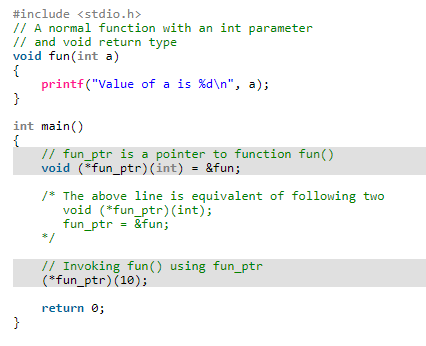 #include <stdio.h>
// A normal function with an int parameter
// and void return type
void fun(int a)
{
    printf("Value of a is %d\n", a);
}

int main()
{
    // fun_ptr is a pointer to function fun()
    void (*fun_ptr)(int) = &fun;

    /* The above line is equivalent of following two
       void (*fun_ptr)(int);
       fun_ptr = &fun;
    */

    // Invoking fun() using fun_ptr
    (*fun_ptr)(10);

    return 0;
}